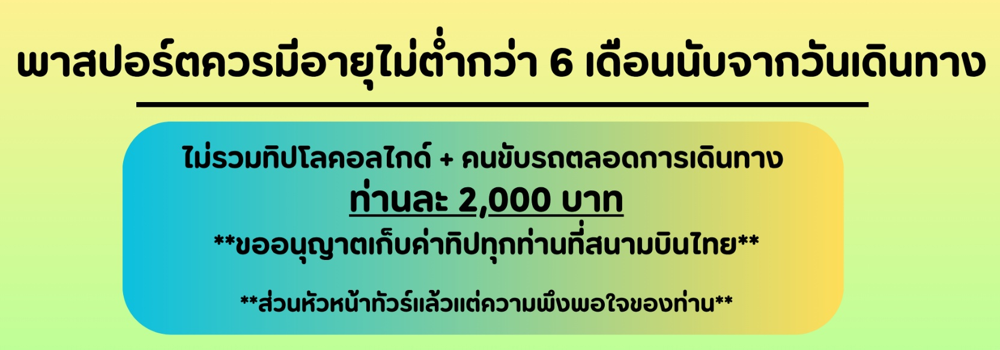 พาสปอร์ตควรมีอายุไม่ต่ำกว่า 6 เดือนนับจากวันเดินทาง
ไม่รวมทิปโลคอลไกด์ + คนขับรถตลอดการเดินทาง
ท่านละ 2,000 บาท
**ขออนุญาตเก็บค่าทิปทุกท่านที่สนามบินไทย**
**ส่วนหัวหน้าทัวร์แล้วแต่ความพึงพอใจของท่าน**